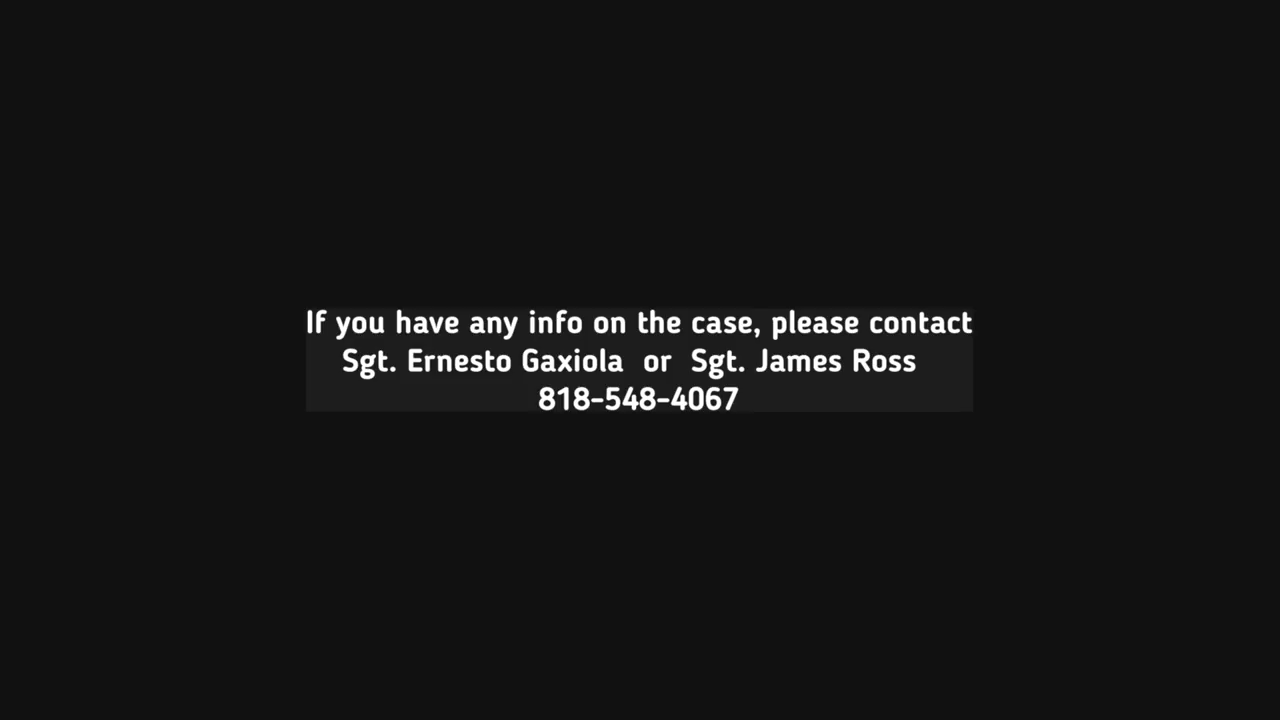 If you have any info on the case, please contact
Sgt. Ernesto Gaxiola or Sgt. James Ross
818-548-4067